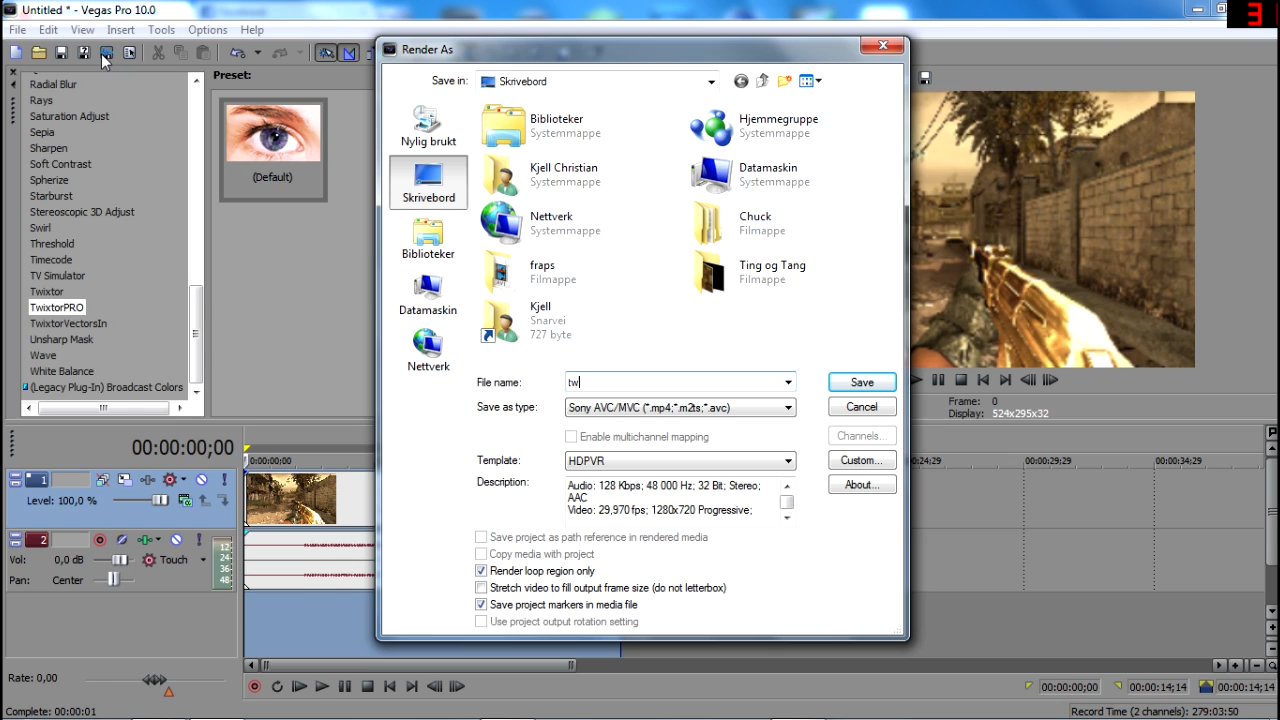 Untitled * - Vegas Pro 10.0
3
File Edit View Insert Tools Options Help
Radial Blur
Rays
Saturation Adjust
Sepia
Sharpen
Soft Contrast
Spherize
Starburst
Stereoscopic 3D Adjust
Swirl
Threshold
Timecode
TV Simulator
Twixtor
TwixtorPRO
TwixtorVectorsIn
Unsharp Mask
Wave
White Balance
(Legacy Plug-In) Broadcast Colors
Preset:
(Default)
Render As
Save in: Skrivebord
Nylig brukt
Skrivebord
Biblioteker
Datamaskin
Nettverk
Biblioteker
Systemmappe
Hjemmegruppe
Systemmappe
Kjell Christian
Systemmappe
Datamaskin
Systemmappe
Nettverk
Systemmappe
Chuck
Filmappe
fraps
Filmappe
Ting og Tang
Filmappe
Kjell
Snarvei
727 byte
File name: tw
Save
Save as type: Sony AVC/MVC (*.mp4;*.m2ts;*.avc)
Cancel
Enable multichannel mapping
Channels...
Template: HDPVR
Custom...
Description: Audio: 128 Kbps; 48 000 Hz; 32 Bit; Stereo;
AAC
Video: 29,970 fps; 1280x720 Progressive;
About...
Save project as path reference in rendered media
Copy media with project
Render loop region only
Stretch video to fill output frame size (do not letterbox)
Save project markers in media file
Use project output rotation setting
Frame: 0
Display: 524x295x32
00:00:00;00
0:00:00;00
:00:24;29 00:00:29;29 00:00:34;29
1
Level: 100,0 %
2
Vol: 0,0 dB Touch
Pan: Center
12
24
36
48
Rate: 0,00
00:00:00;00 00:00:14;14 00:00:14;14
Complete: 00:00:01
Record Time (2 channels): 279:03:50